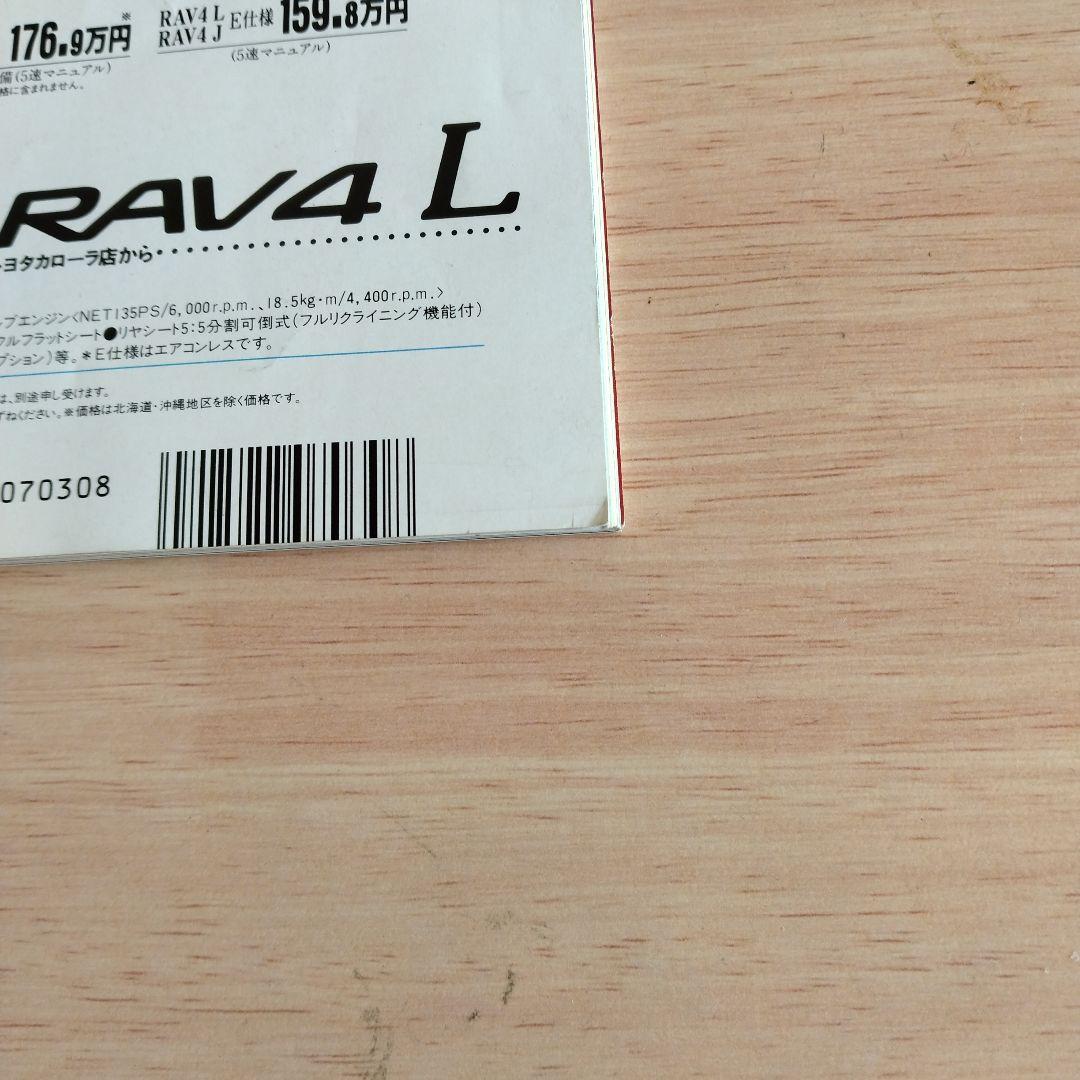 176.9万円※
RAV4 L
RAV4 J
E仕様 159.8万円
備(5速マニュアル)
(5速マニュアル)
格に含まれません。
RAV4 L
トヨタカローラ店から
プエンジン〈NET135PS/6,000r.p.m.、18.5kg・m/4,400r.p.m.〉
フルフラットシート●リヤシート5:5分割可倒式(フルリクライニング機能付)
プション)等。＊E仕様はエアコンレスです。
は、別途申し受けます。
ずねください。※価格は北海道・沖縄地区を除く価格です。
070308